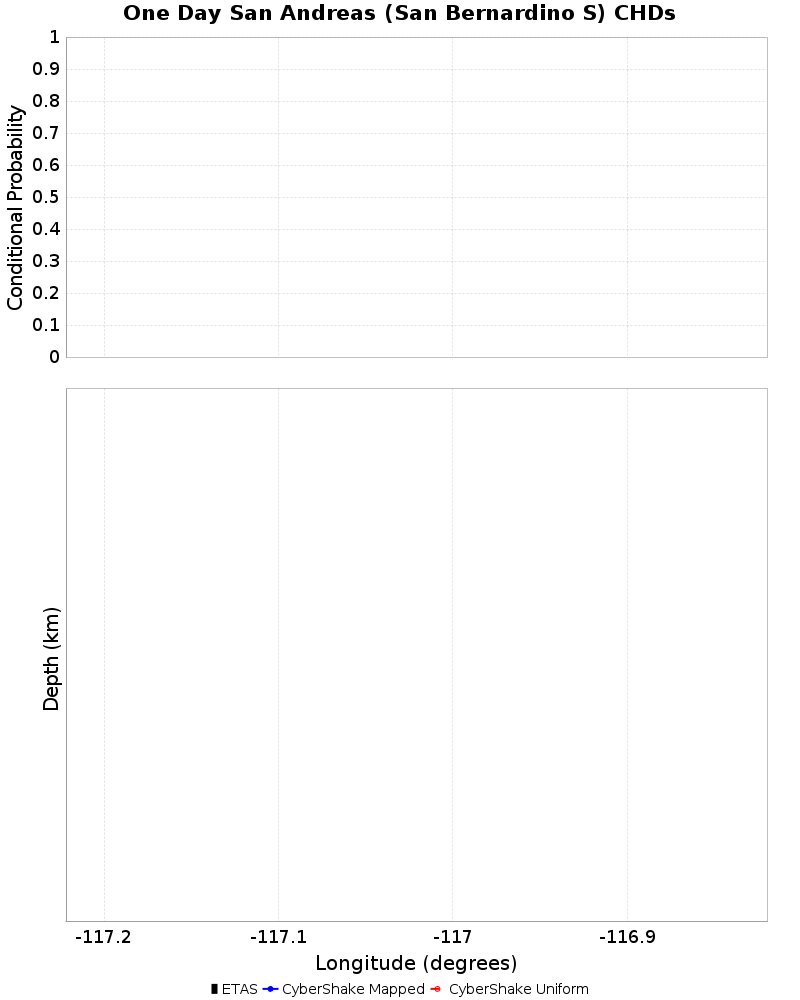 One Day San Andreas (San Bernardino S) CHDs
Conditional Probability
1
0.9
0.8
0.7
0.6
0.5
0.4
0.3
0.2
0.1
0
Depth (km)
-117.2 -117.1 -117 -116.9
Longitude (degrees)
ETAS CyberShake Mapped CyberShake Uniform